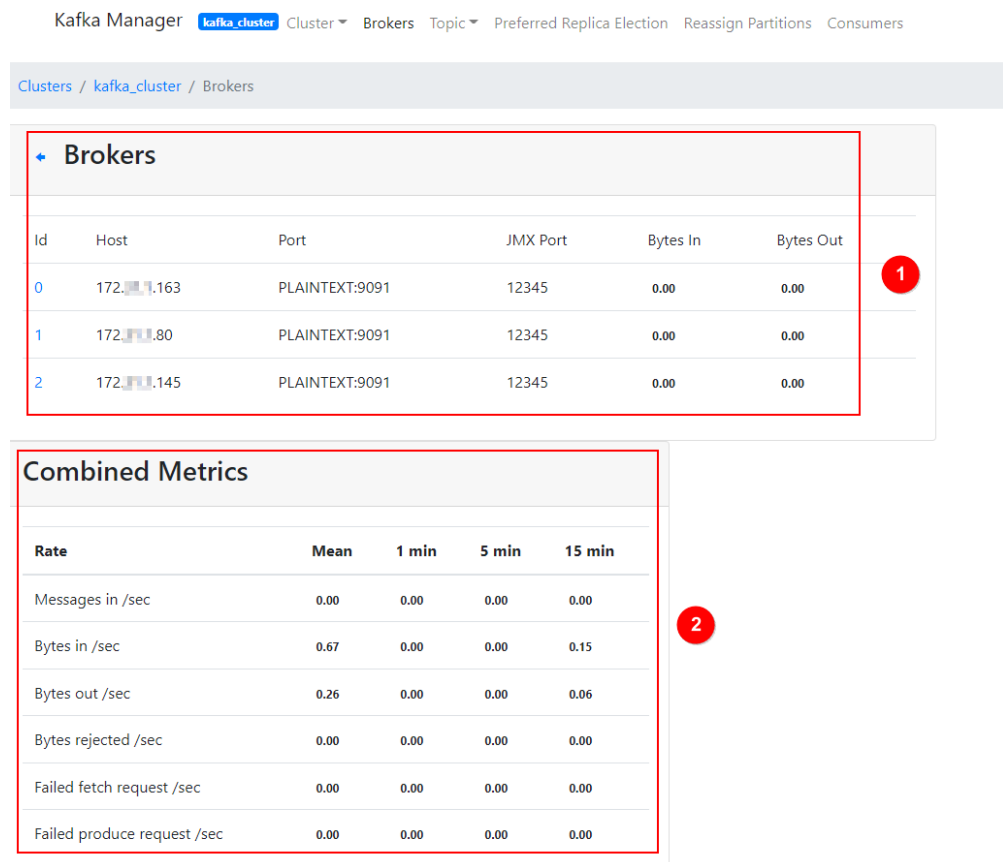 Kafka Manager kafka_cluster Cluster Brokers Topic Preferred Replica Election Reassign Partitions Consumers
Clusters / kafka_cluster / Brokers
Brokers
Id Host Port JMX Port Bytes In Bytes Out
0 172. .163 PLAINTEXT:9091 12345 0.00 0.00
1
1 172. .80 PLAINTEXT:9091 12345 0.00 0.00
2 172. .145 PLAINTEXT:9091 12345 0.00 0.00
Combined Metrics
Rate Mean 1 min 5 min 15 min
Messages in /sec 0.00 0.00 0.00 0.00
2
Bytes in /sec 0.67 0.00 0.00 0.15
Bytes out /sec 0.26 0.00 0.00 0.06
Bytes rejected /sec 0.00 0.00 0.00 0.00
Failed fetch request /sec 0.00 0.00 0.00 0.00
Failed produce request /sec 0.00 0.00 0.00 0.00